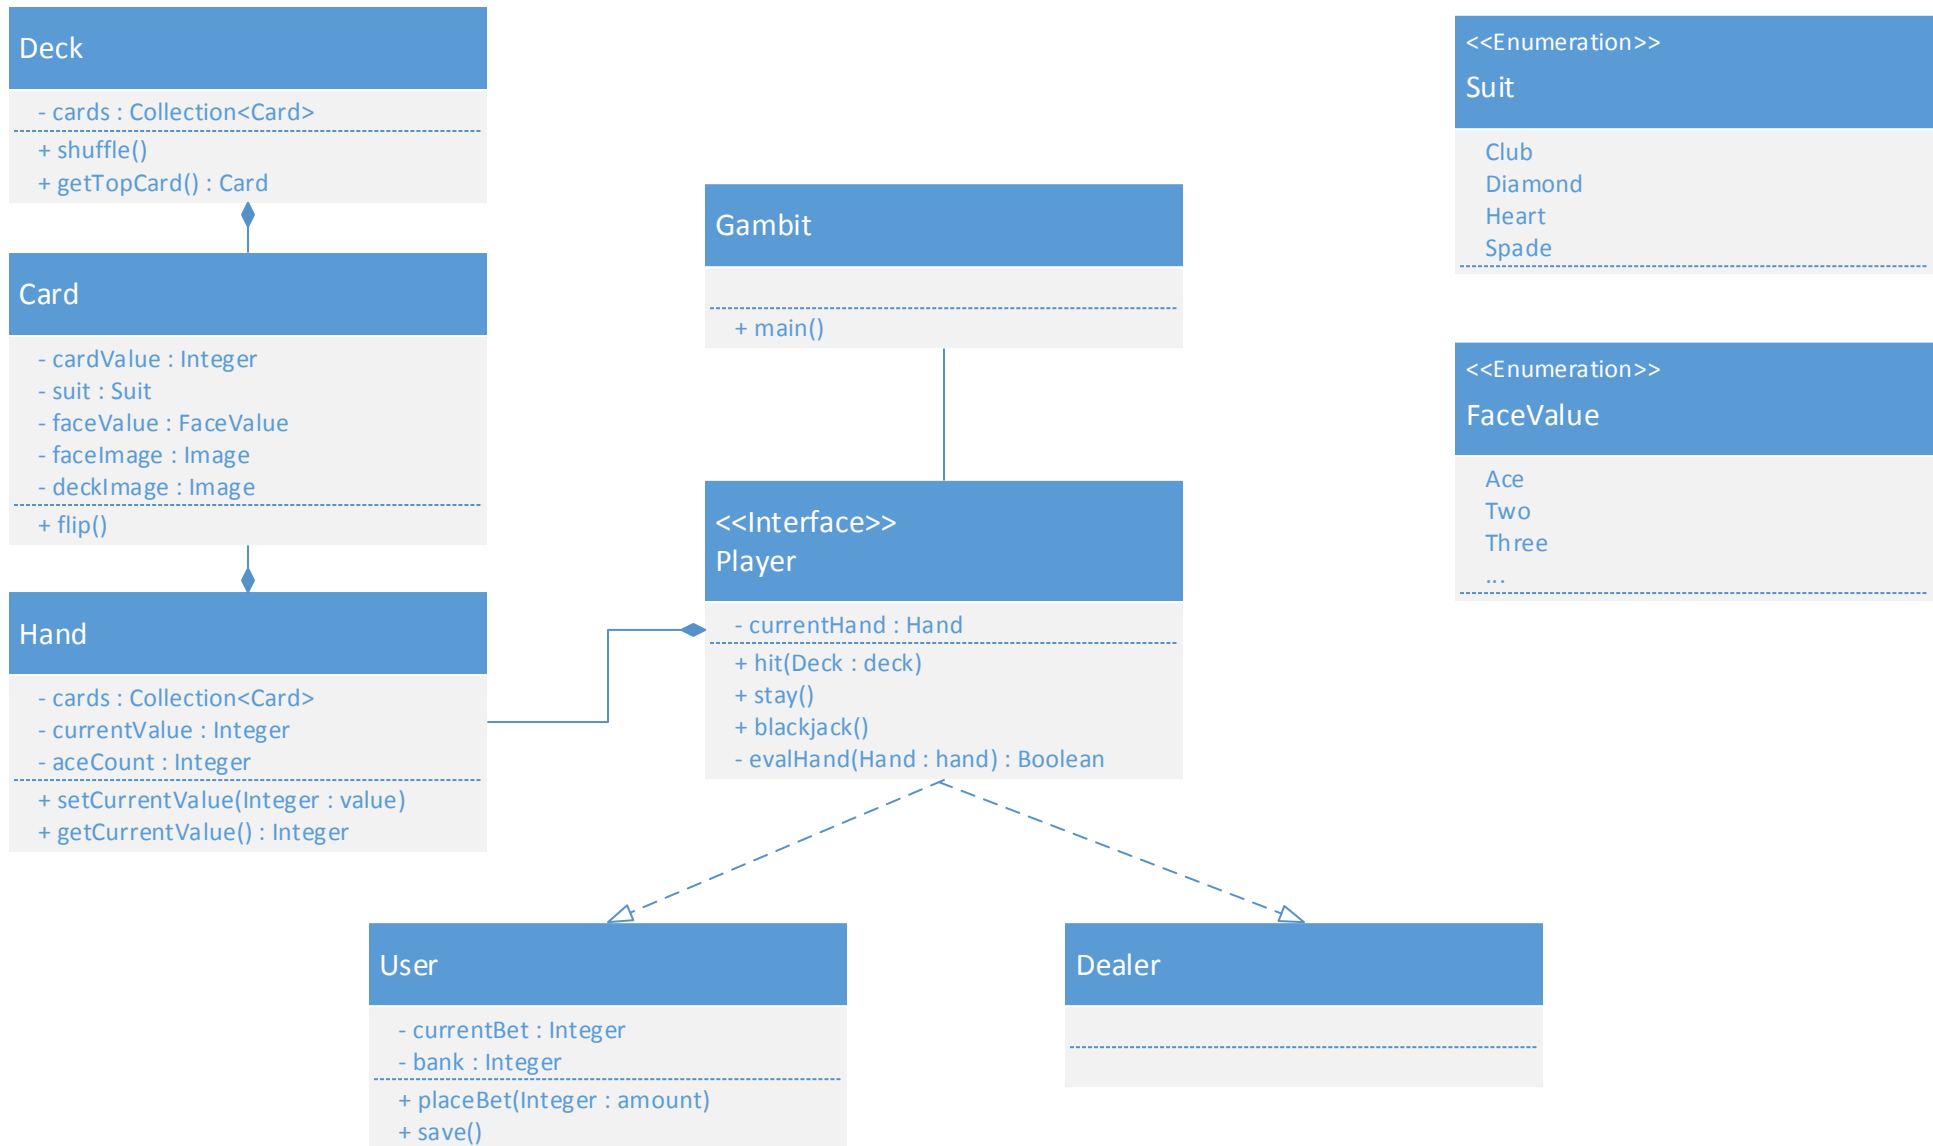 Deck
- cards : Collection<Card>
+ shuffle()
+ getTopCard() : Card
Card
- cardValue : Integer
- suit : Suit
- faceValue : FaceValue
- faceImage : Image
- deckImage : Image
+ flip()
Hand
- cards : Collection<Card>
- currentValue : Integer
- aceCount : Integer
+ setCurrentValue(Integer : value)
+ getCurrentValue() : Integer
Gambit
+ main()
<<Interface>>
Player
- currentHand : Hand
+ hit(Deck : deck)
+ stay()
+ blackjack()
- evalHand(Hand : hand) : Boolean
User
- currentBet : Integer
- bank : Integer
+ placeBet(Integer : amount)
+ save()
Dealer
<<Enumeration>>
Suit
Club
Diamond
Heart
Spade
<<Enumeration>>
FaceValue
Ace
Two
Three
...